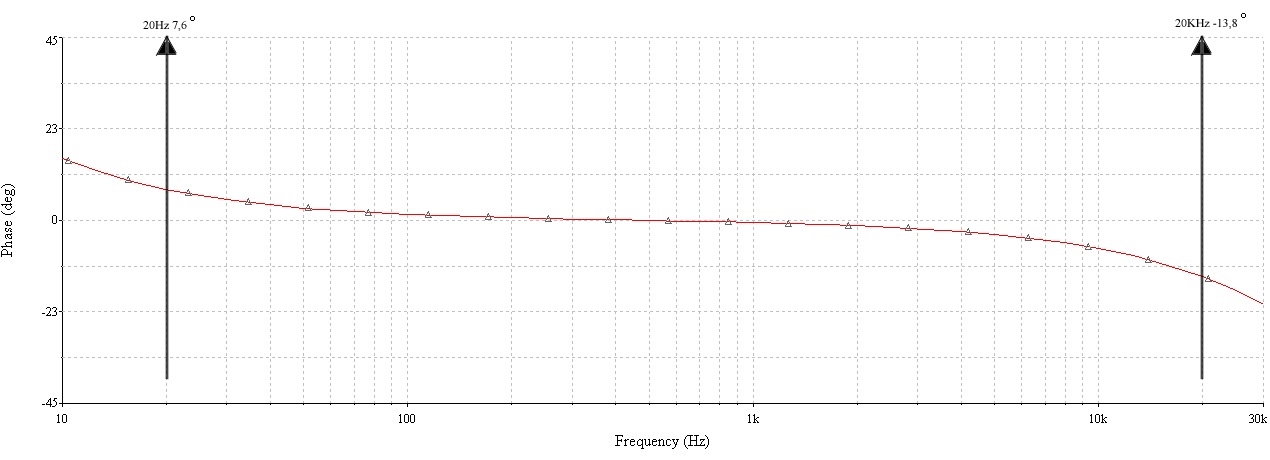 20Hz 7,6°
20KHz -13,8°
45
23
0
-23
-45
Phase (deg)
10
100
1k
10k
30k
Frequency (Hz)